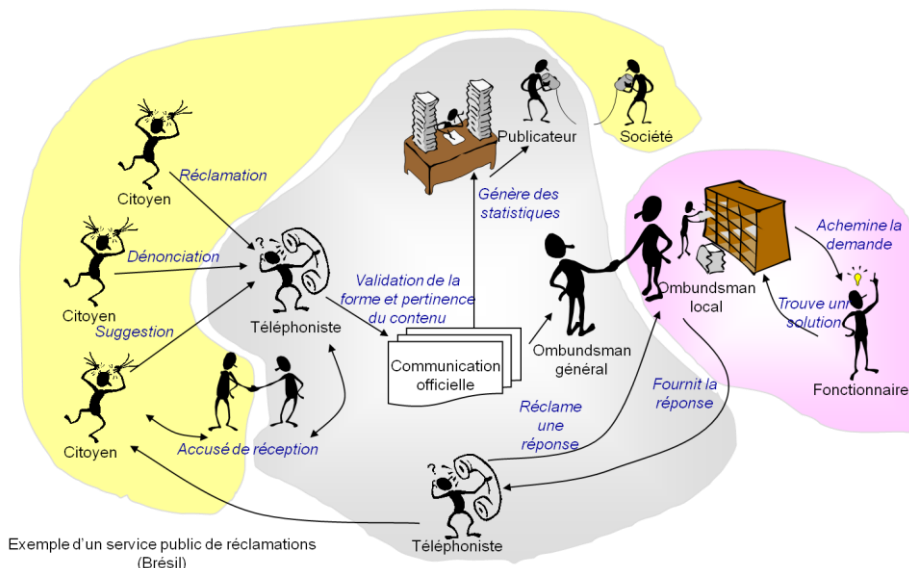 Publicateur
Société
Réclamation
Citoyen
Génère des
statistiques
Achemine la
demande
Dénonciation
Citoyen
Validation de la
forme et pertinence
du contenu
Téléphoniste
Suggestion
Ombundsman
local
Trouve uni
solution
Ombundsman
général
Communication
officielle
Fonctionnaire
Fournit la
réponse
Réclame
une
réponse
Citoyen
Accusé de réception
Téléphoniste
Exemple d'un service public de réclamations
(Brésil)